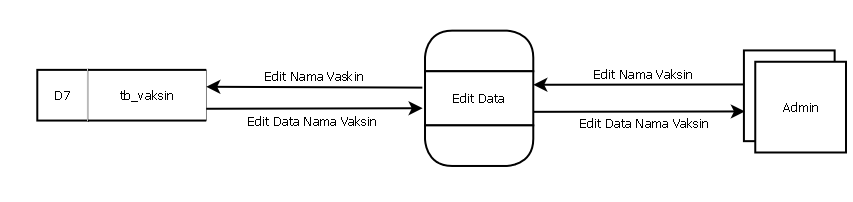 Edit Nama Vaskin
Edit Nama Vaksin
D7
tb_vaksin
Edit Data
Admin
Edit Data Nama Vaksin
Edit Data Nama Vaksin